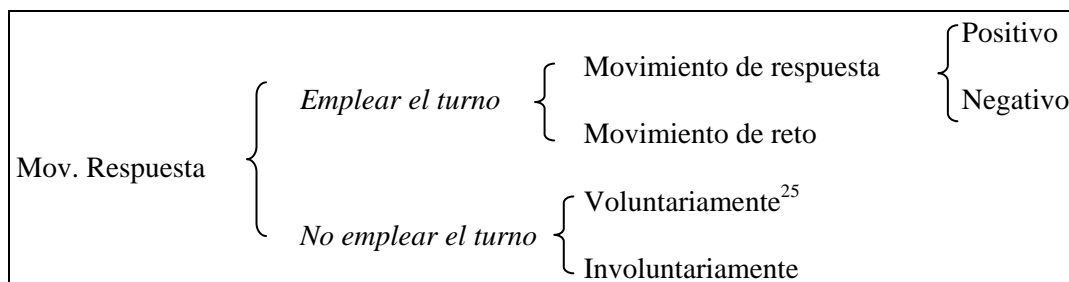 Positivo
Movimiento de respuesta
Emplear el turno
Negativo
Movimiento de reto
Mov. Respuesta
Voluntariamente25
No emplear el turno
Involuntariamente